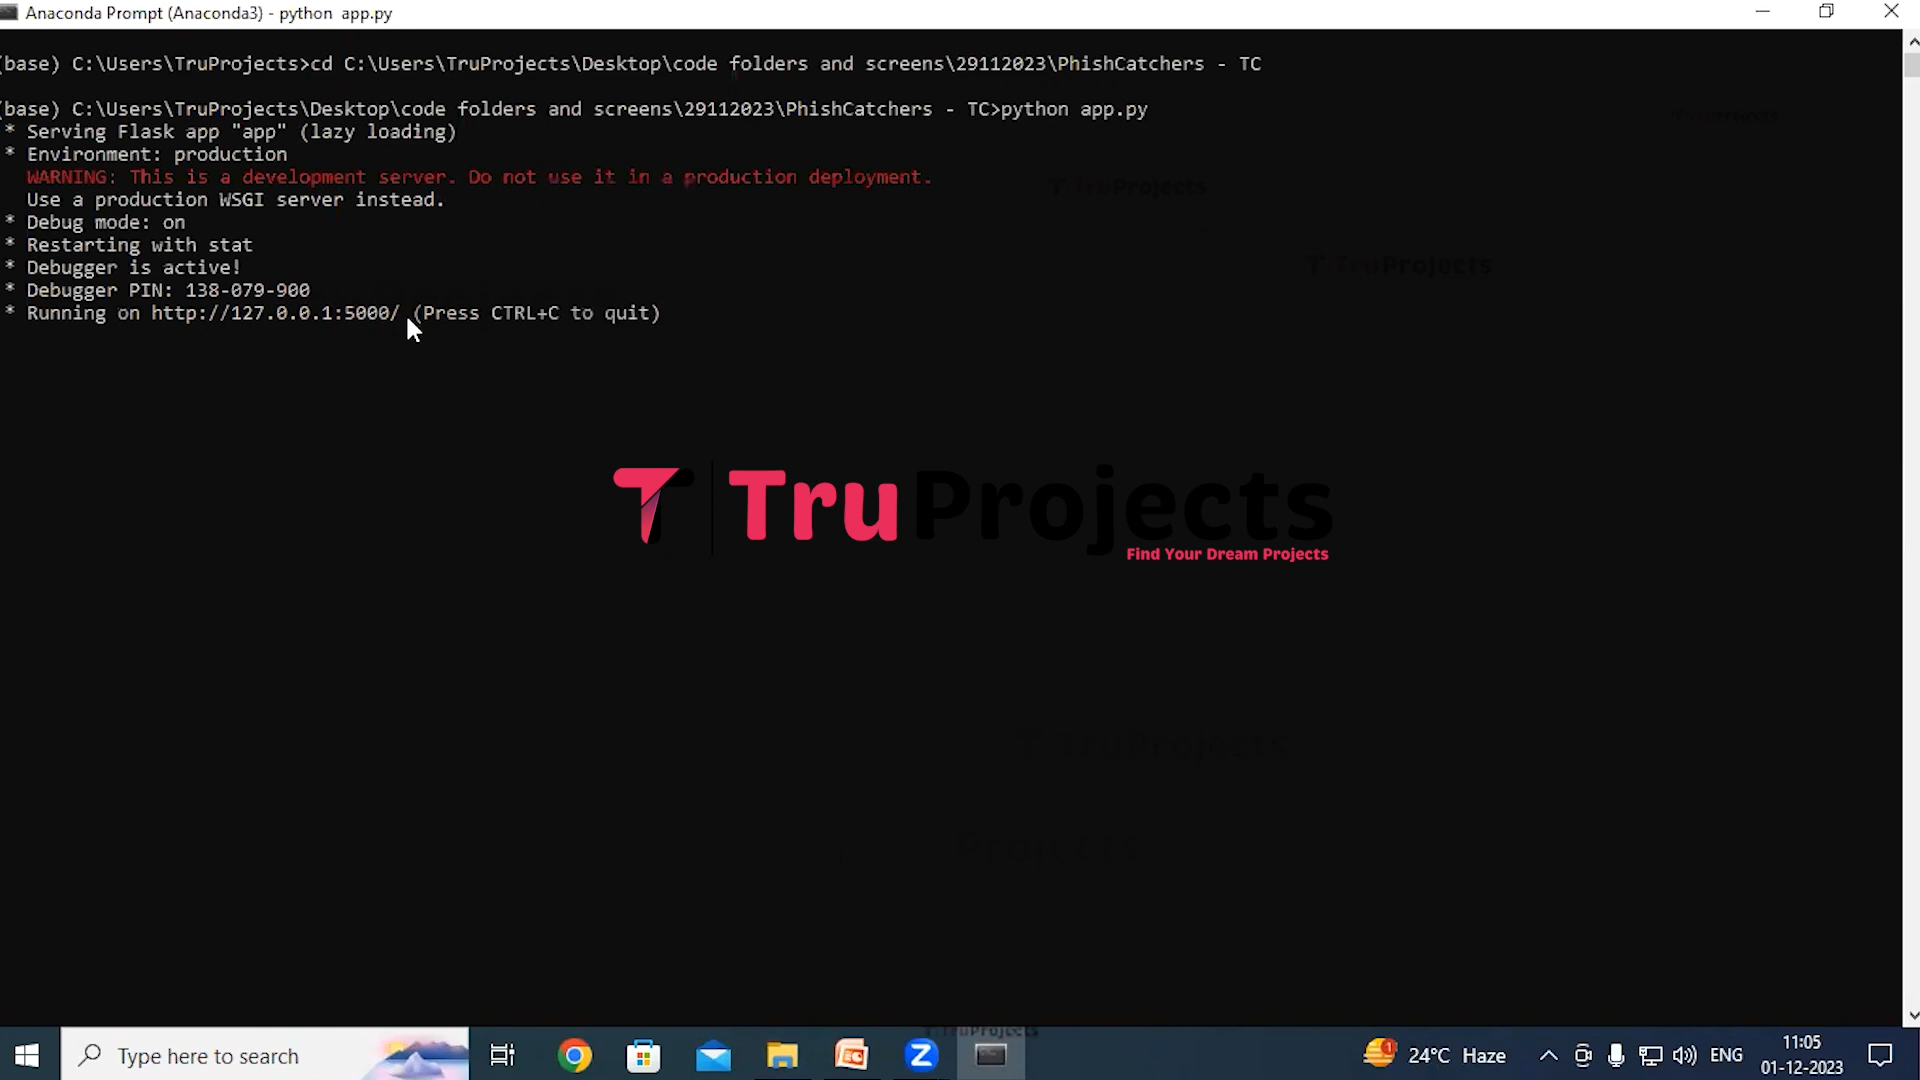 Anaconda Prompt (Anaconda3) - python  app.py
(base) C:\Users\TruProjects>cd C:\Users\TruProjects\Desktop\code folders and screens\29112023\PhishCatchers - TC
(base) C:\Users\TruProjects\Desktop\code folders and screens\29112023\PhishCatchers - TC>python app.py
* Serving Flask app "app" (lazy loading)
* Environment: production
WARNING: This is a development server. Do not use it in a production deployment.
Use a production WSGI server instead.
* Debug mode: on
* Restarting with stat
* Debugger is active!
* Debugger PIN: 138-079-900
* Running on http://127.0.0.1:5000/ (Press CTRL+C to quit)
TruProjects
TruProjects
TruProjects
Find Your Dream Projects
TruProjects
Projects
TruProjects
Type here to search
24°C Haze
ENG
11:05
01-12-2023